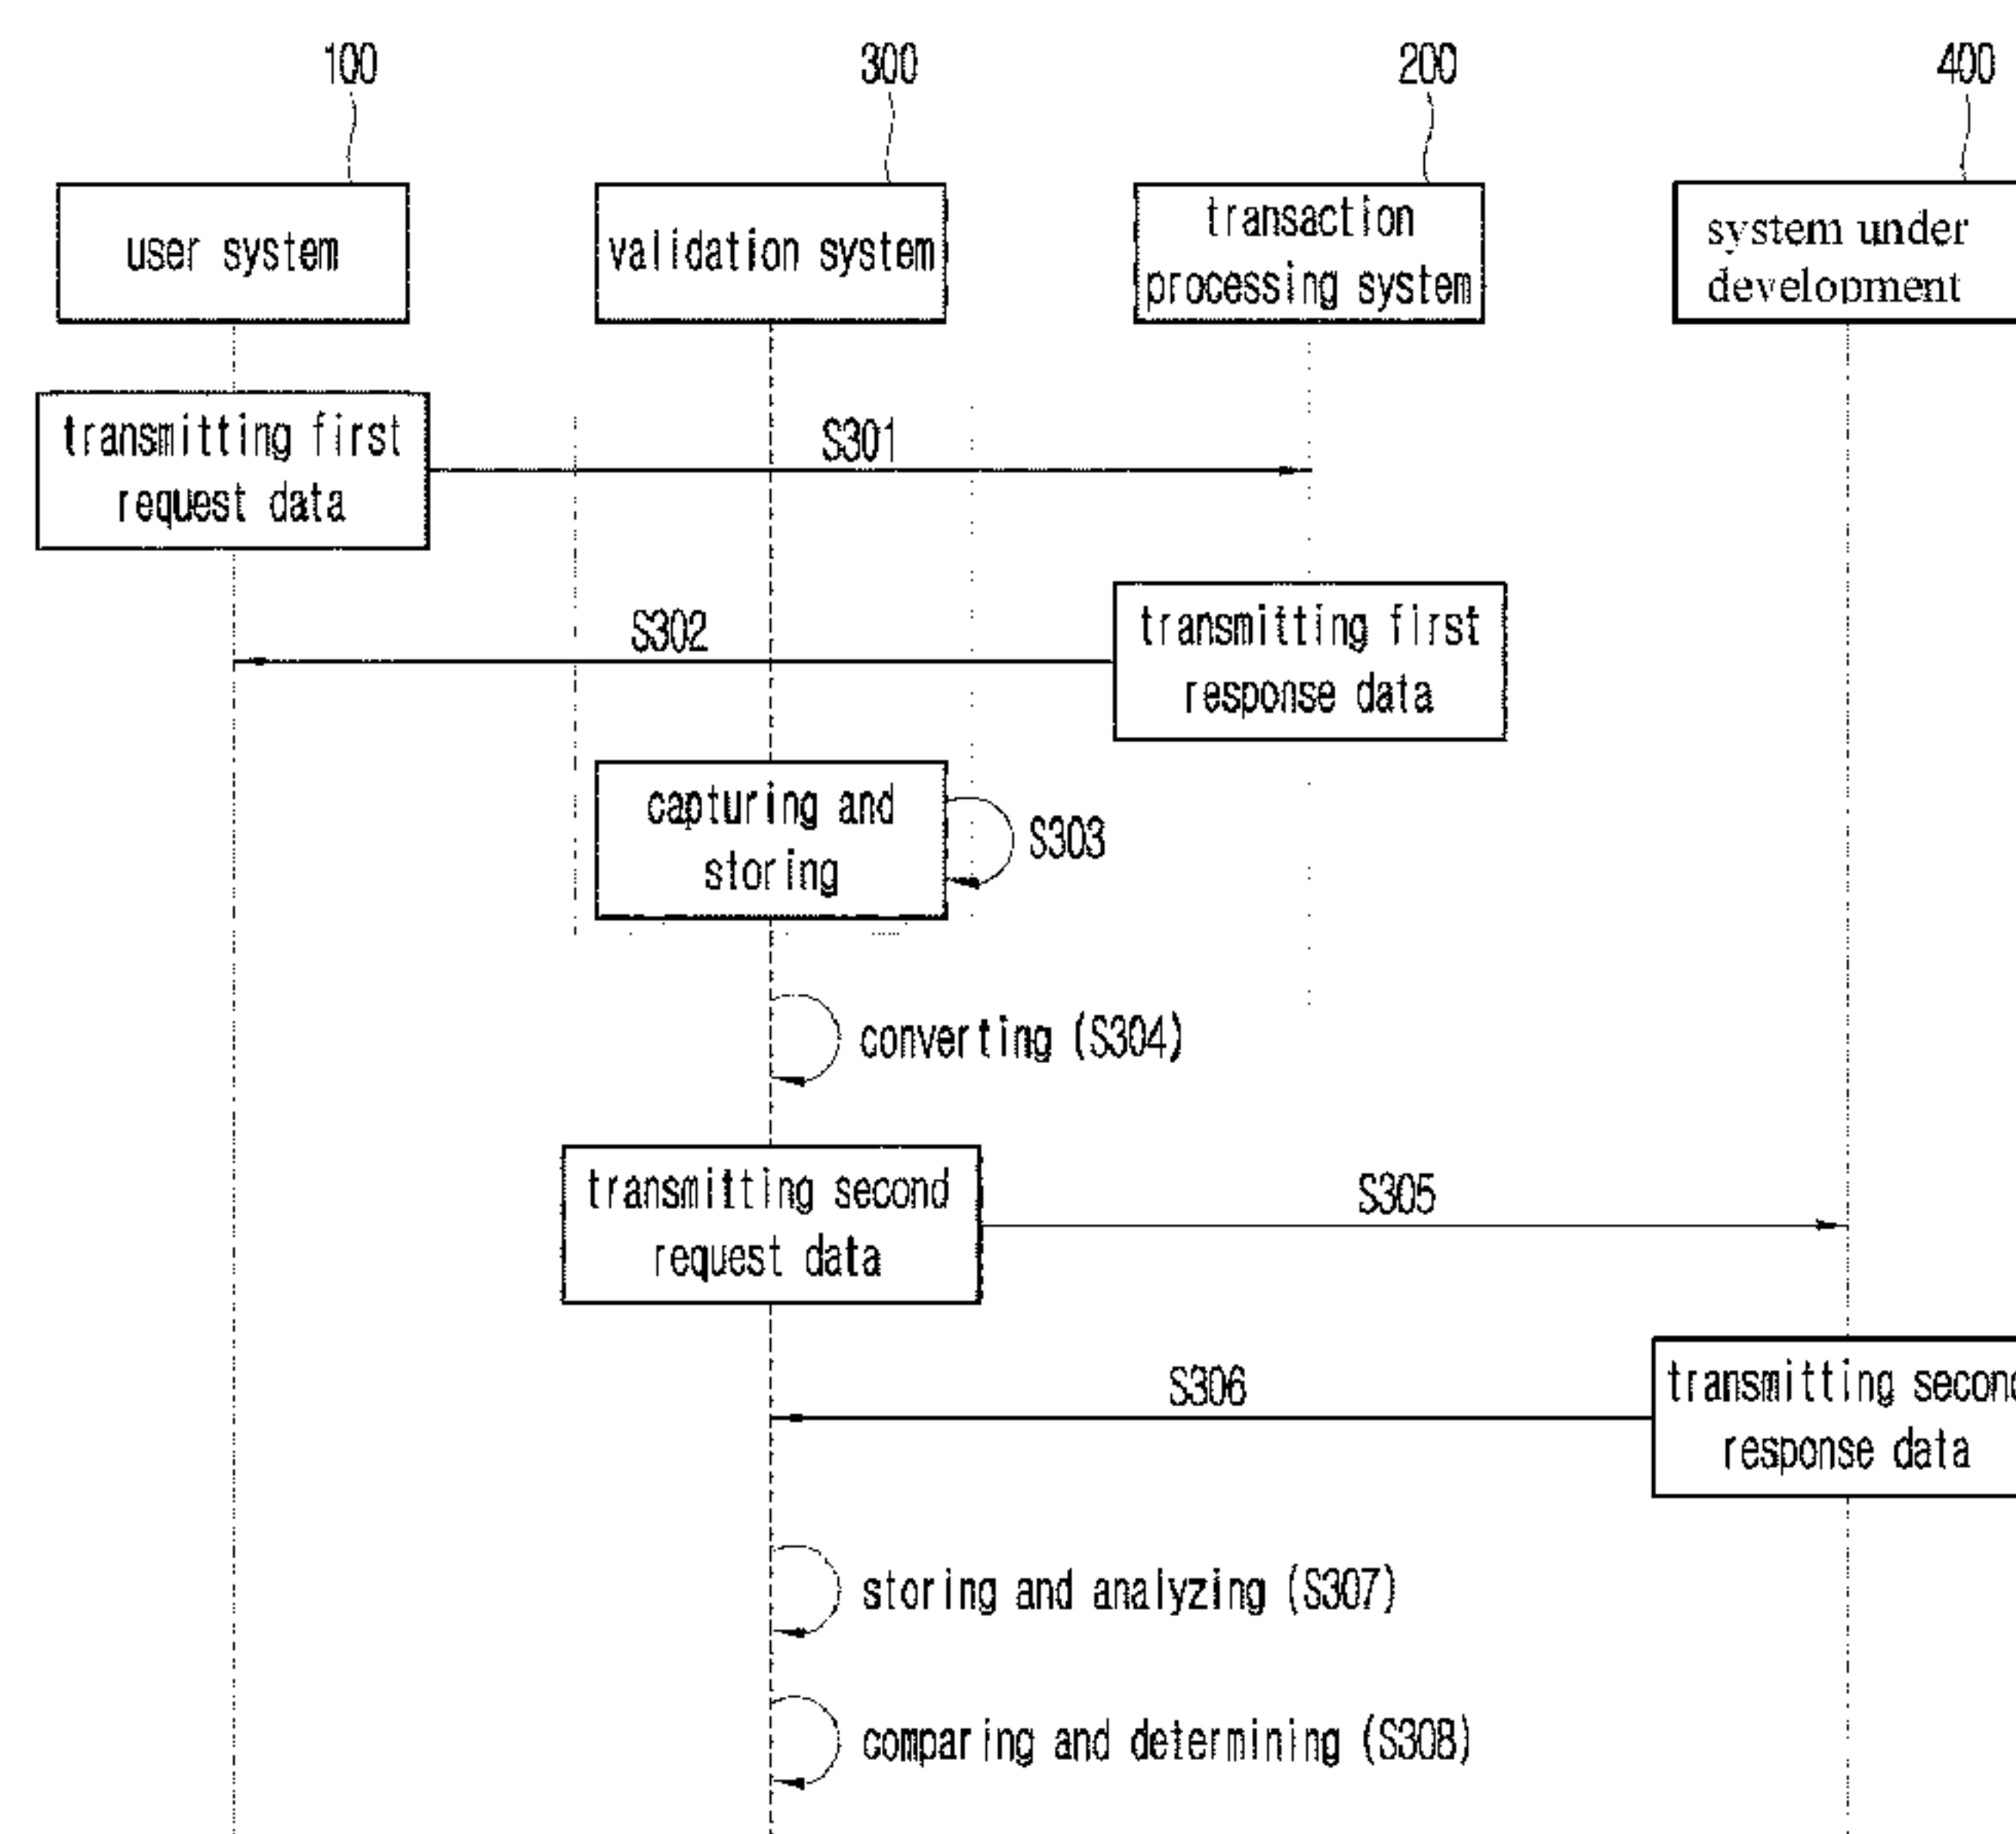 100
300
200
400
user system
validation system
transaction
processing system
system under
development
transmitting first
request data
S301
S302
transmitting first
response data
capturing and
storing
S303
converting (S304)
transmitting second
request data
S305
S306
transmitting second
response data
storing and analyzing (S307)
comparing and determining (S308)